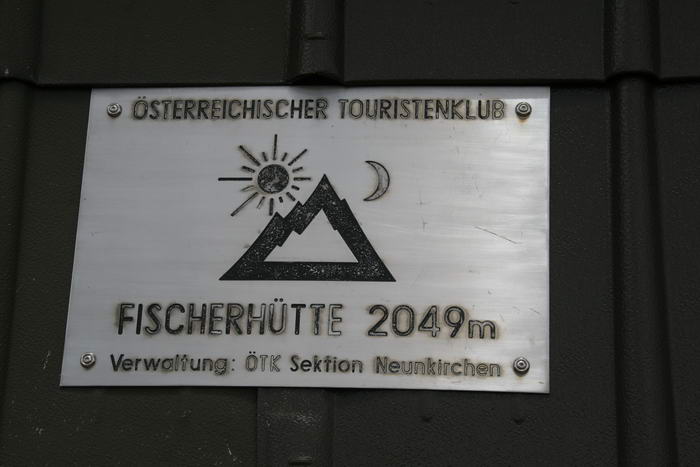 ÖSTERREICHISCHER TOURISTENKLUB
FISCHERHÜTTE 2049m
Verwaltung: ÖTK Sektion Neunkirchen